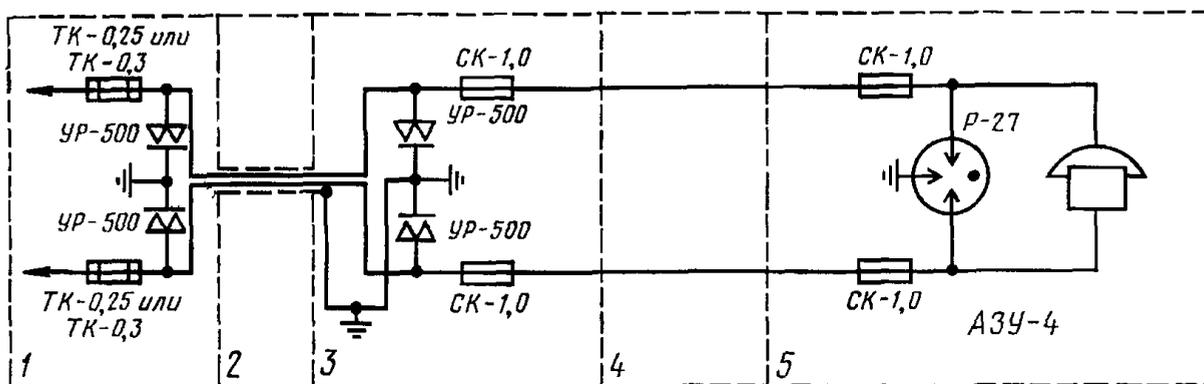 ТК-0,25 или
ТК-0,3
УР-500
УР-500
ТК-0,25 или
ТК-0,3
СК-1,0
УР-500
УР-500
СК-1,0
СК-1,0
Р-27
СК-1,0
АЗУ-4
1
2
3
4
5